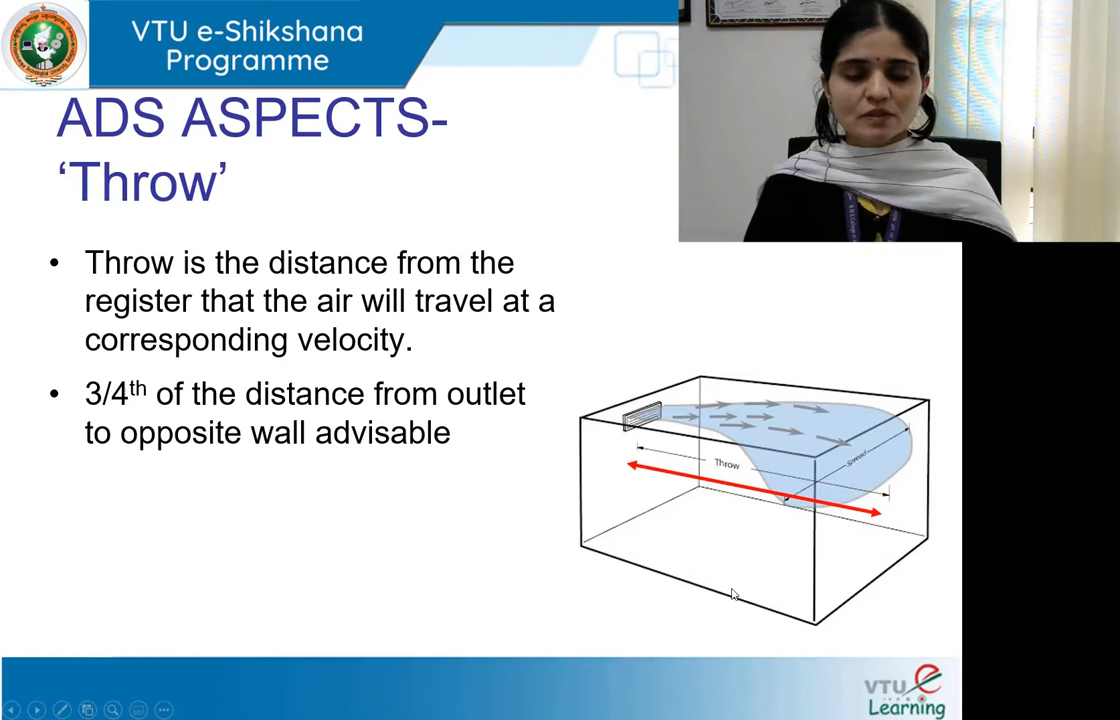 VTU e-Shikshana
Programme
ADS ASPECTS-
‘Throw’
• Throw is the distance from the
register that the air will travel at a
corresponding velocity.
• 3/4th of the distance from outlet
to opposite wall advisable
Throw
Spread
VTU e
Learning